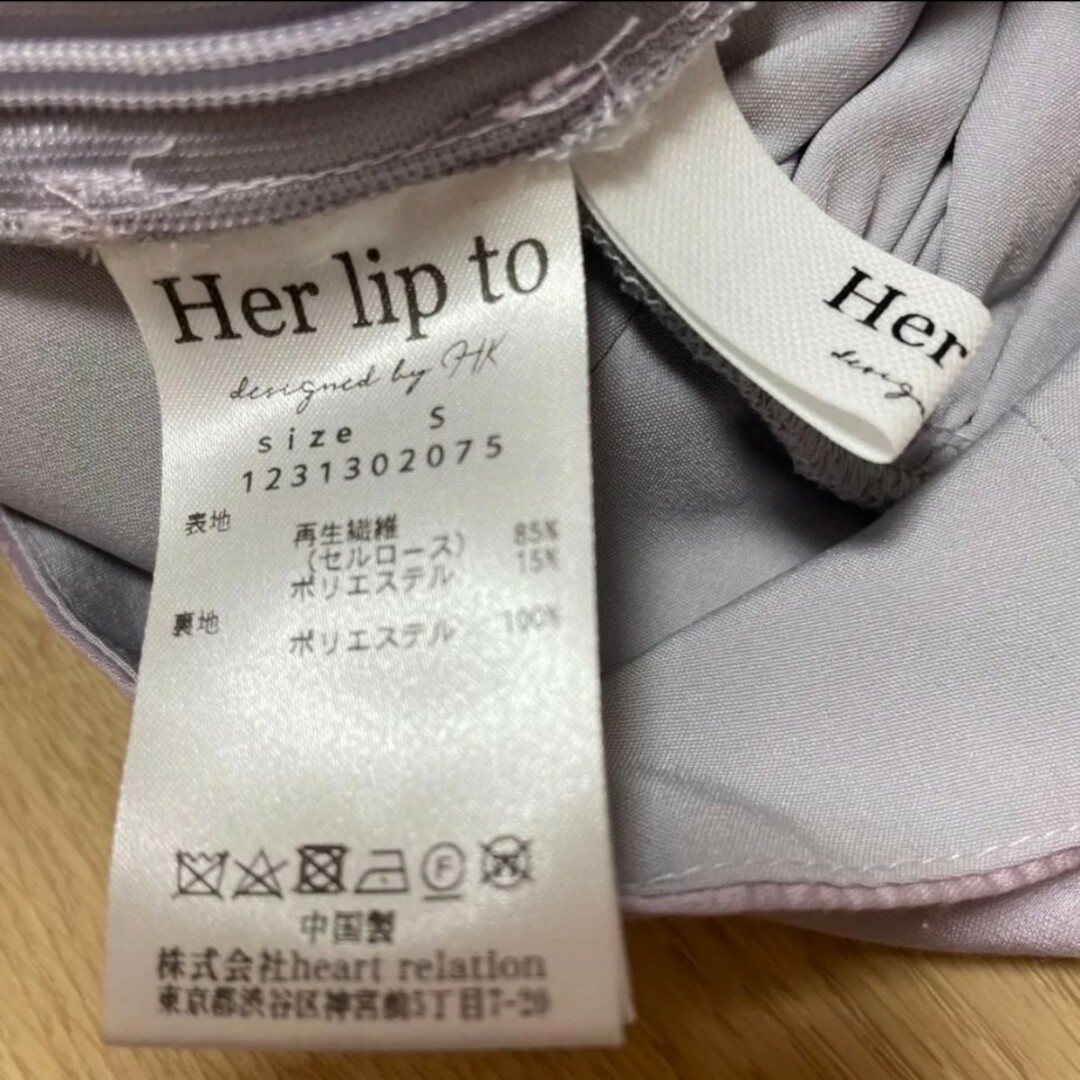 Her lip to
designed by HK
size S
1231302075
表地 再生繊維 85%
(セルロース) 15%
ポリエステル
裏地 ポリエステル 100%
中国製
株式会社heart relation
東京都渋谷区神宮前5丁目7-20
Her
desig